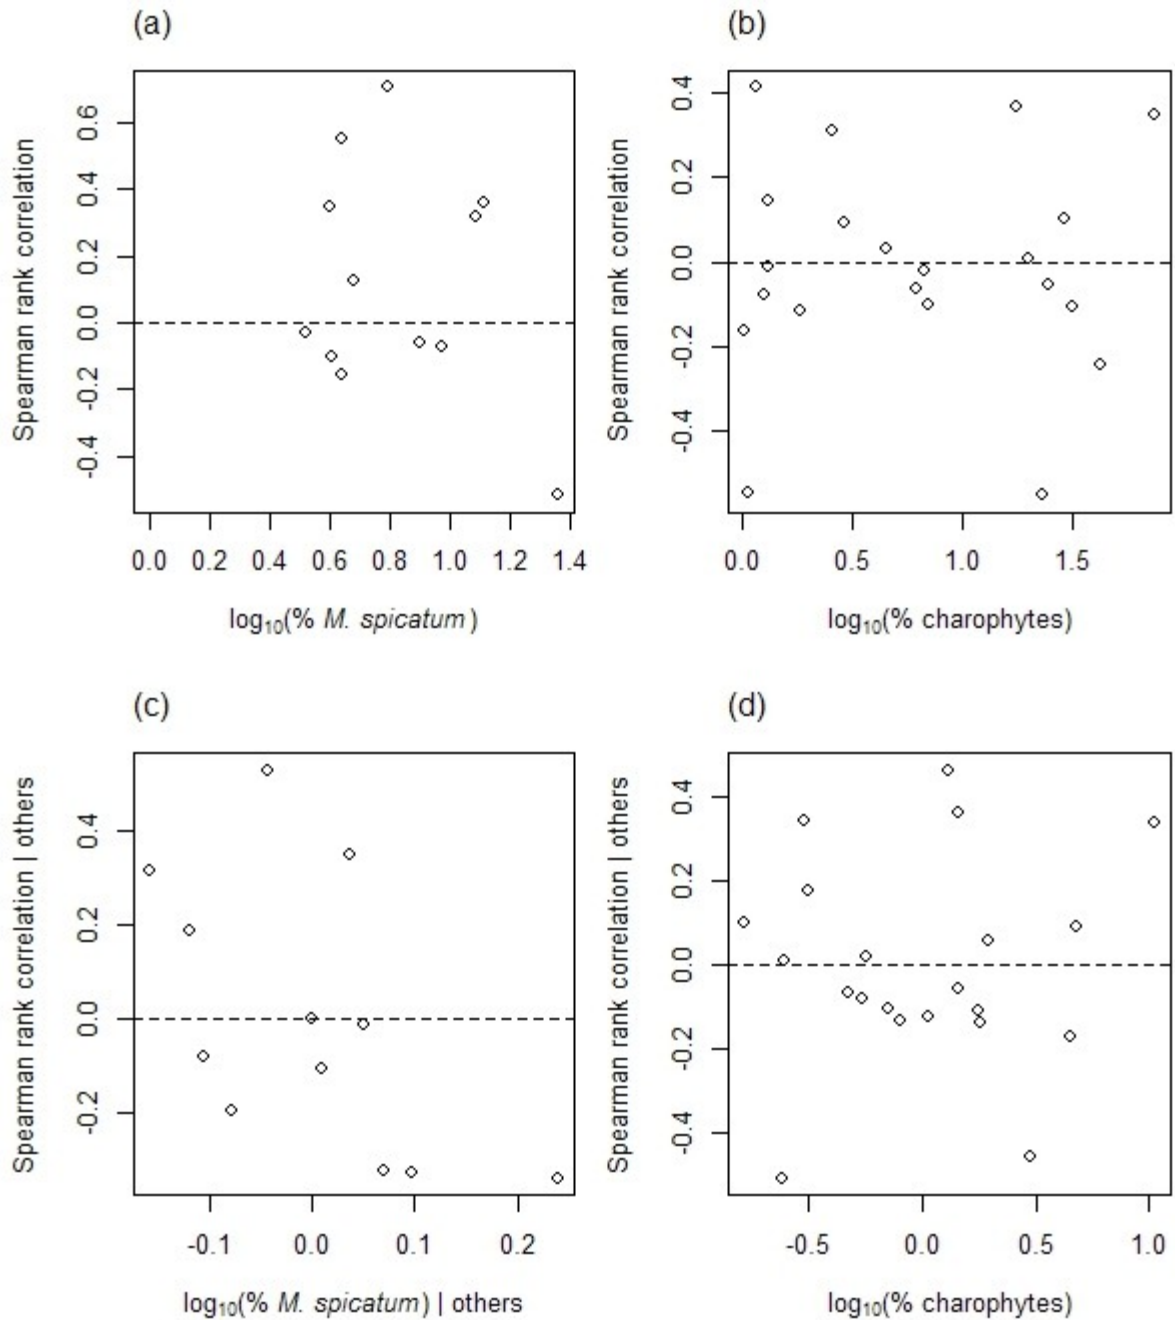 (a)
Spearman rank correlation
0.6
0.4
0.2
0.0
-0.2
-0.4
0.0 0.2 0.4 0.6 0.8 1.0 1.2 1.4
log₁₀(% M. spicatum)
(b)
Spearman rank correlation
0.4
0.2
0.0
-0.2
-0.4
0.0 0.5 1.0 1.5
log₁₀(% charophytes)
(c)
Spearman rank correlation | others
0.4
0.2
0.0
-0.2
-0.1 0.0 0.1 0.2
log₁₀(% M. spicatum) | others
(d)
Spearman rank correlation | others
0.4
0.2
0.0
-0.2
-0.4
-0.5 0.0 0.5 1.0
log₁₀(% charophytes)